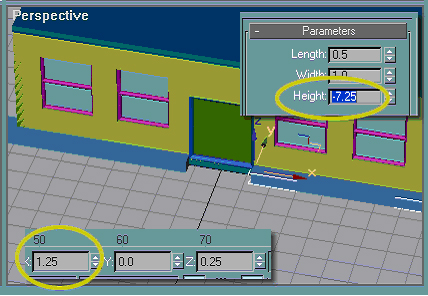 Perspective
- Parameters
Length: 0.5
Width: 1.0
Height: -7.25
z
y
x
50 60 70
X: 1.25 Y: 0.0 Z: 0.25